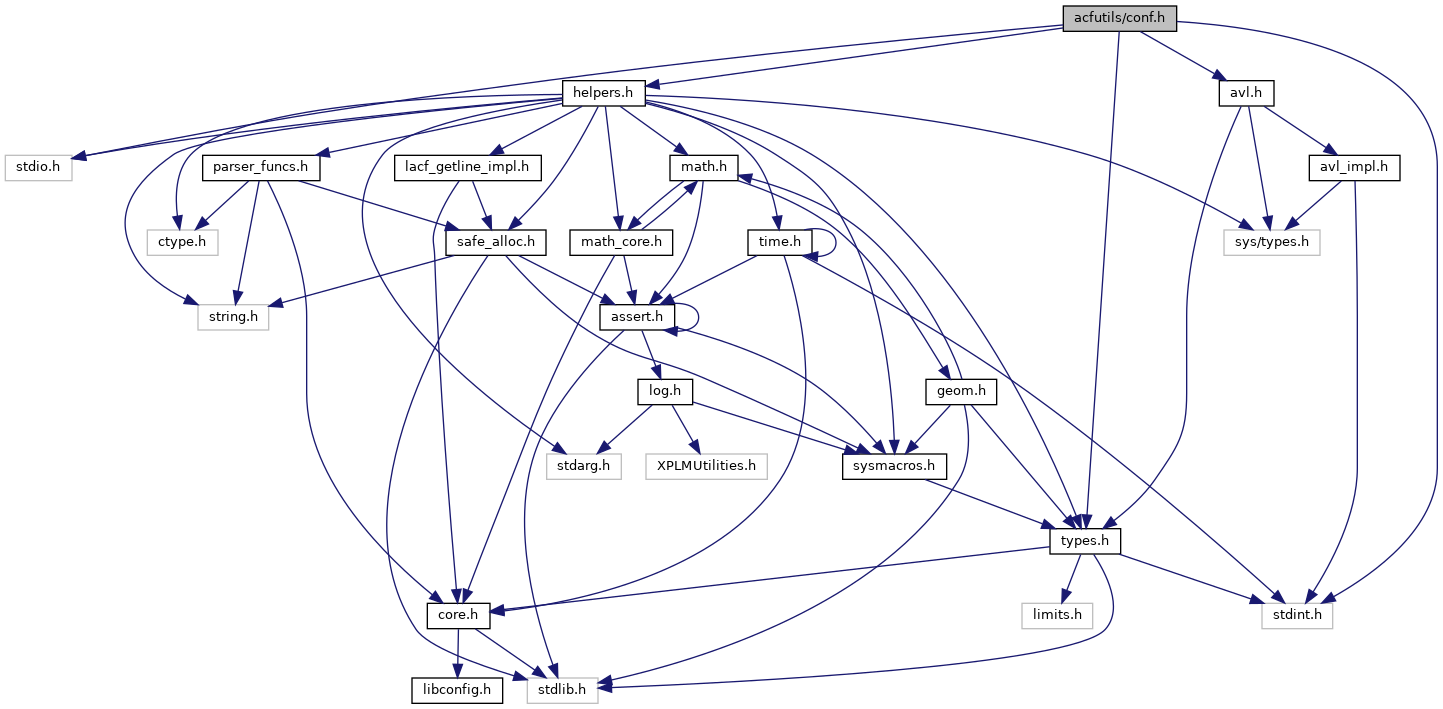 acfutils/conf.h
helpers.h
avl.h
stdio.h
parser_funcs.h
lacf_getline_impl.h
math.h
avl_impl.h
ctype.h
safe_alloc.h
math_core.h
time.h
sys/types.h
string.h
assert.h
log.h
geom.h
stdarg.h
XPLMUtilities.h
sysmacros.h
types.h
core.h
limits.h
stdint.h
libconfig.h
stdlib.h